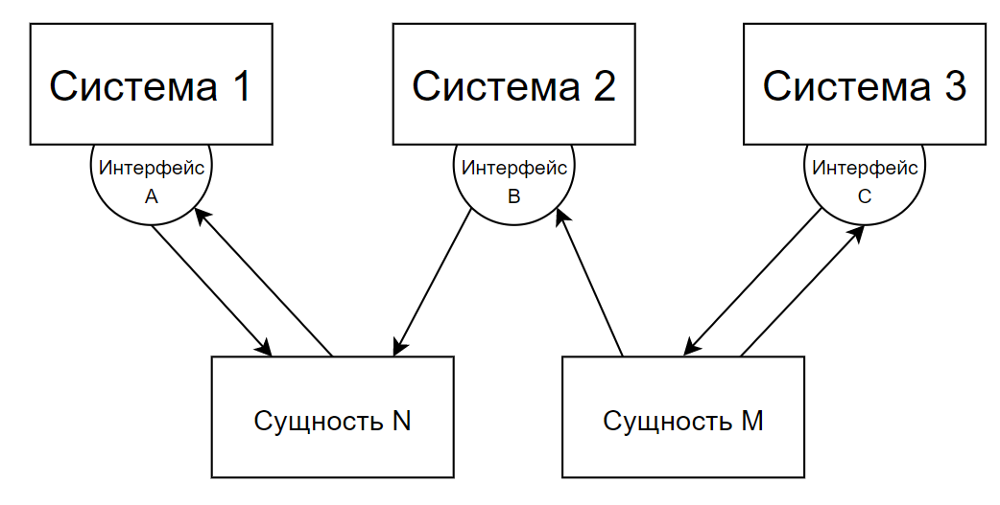 Система 1
Система 2
Система 3
Интерфейс
A
Интерфейс
B
Интерфейс
C
Сущность N
Сущность M